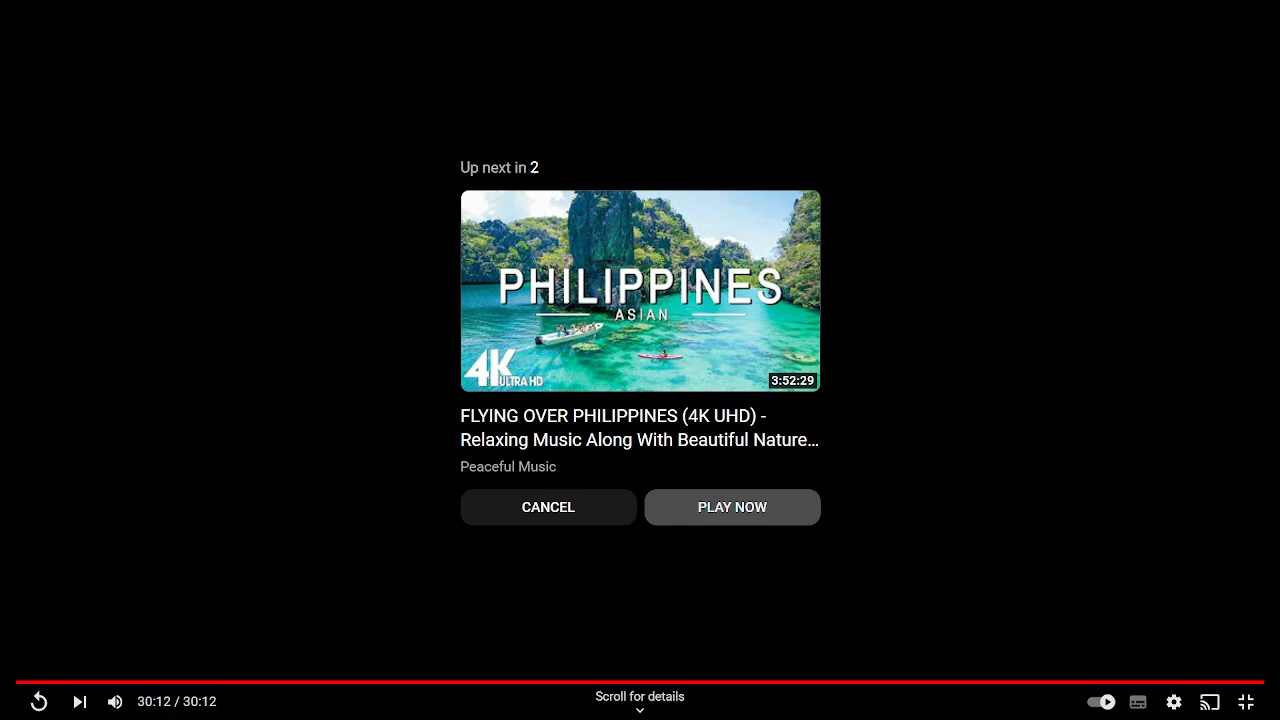 Up next in 2
PHILIPPINES
ASIAN
4K ULTRA HD
3:52:29
FLYING OVER PHILIPPINES (4K UHD) -
Relaxing Music Along With Beautiful Nature...
Peaceful Music
CANCEL
PLAY NOW
30:12 / 30:12
Scroll for details